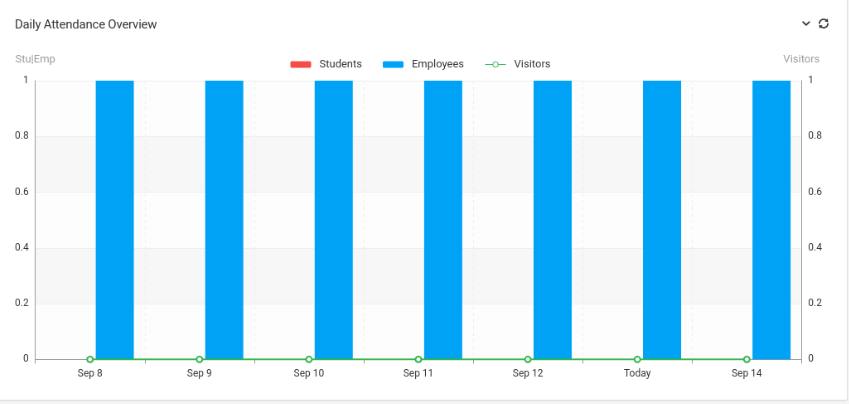 Daily Attendance Overview
Stu|Emp
Students
Employees
Visitors
Visitors
1
0.8
0.6
0.4
0.2
0
1
0.8
0.6
0.4
0.2
0
Sep 8
Sep 9
Sep 10
Sep 11
Sep 12
Today
Sep 14